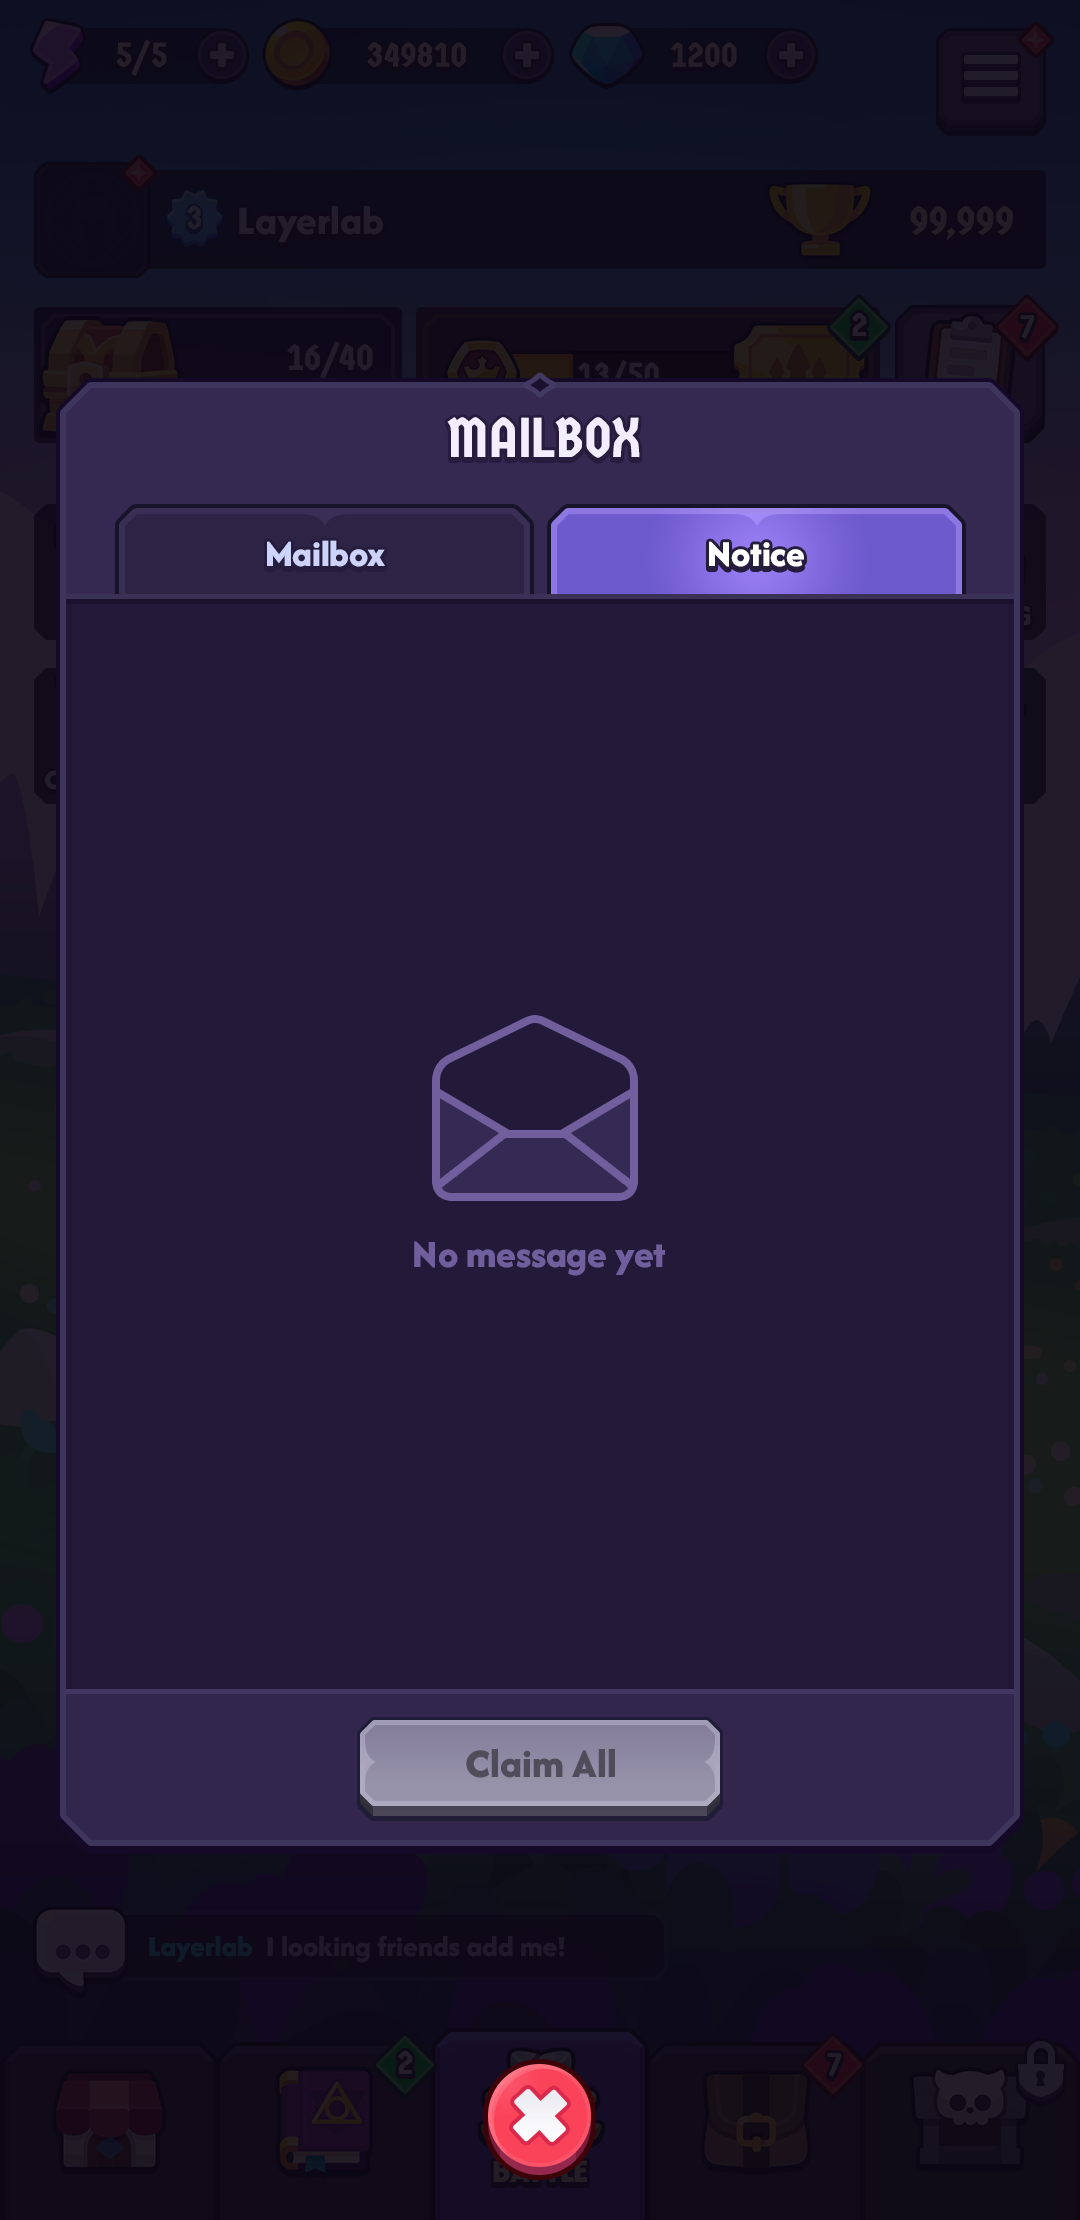 5/5
349810
1200
3
Layerlab
99,999
16/40
13/50
2
7
MAILBOX
Mailbox
Notice
No message yet
Claim All
Layerlab I looking friends add me!
2
7